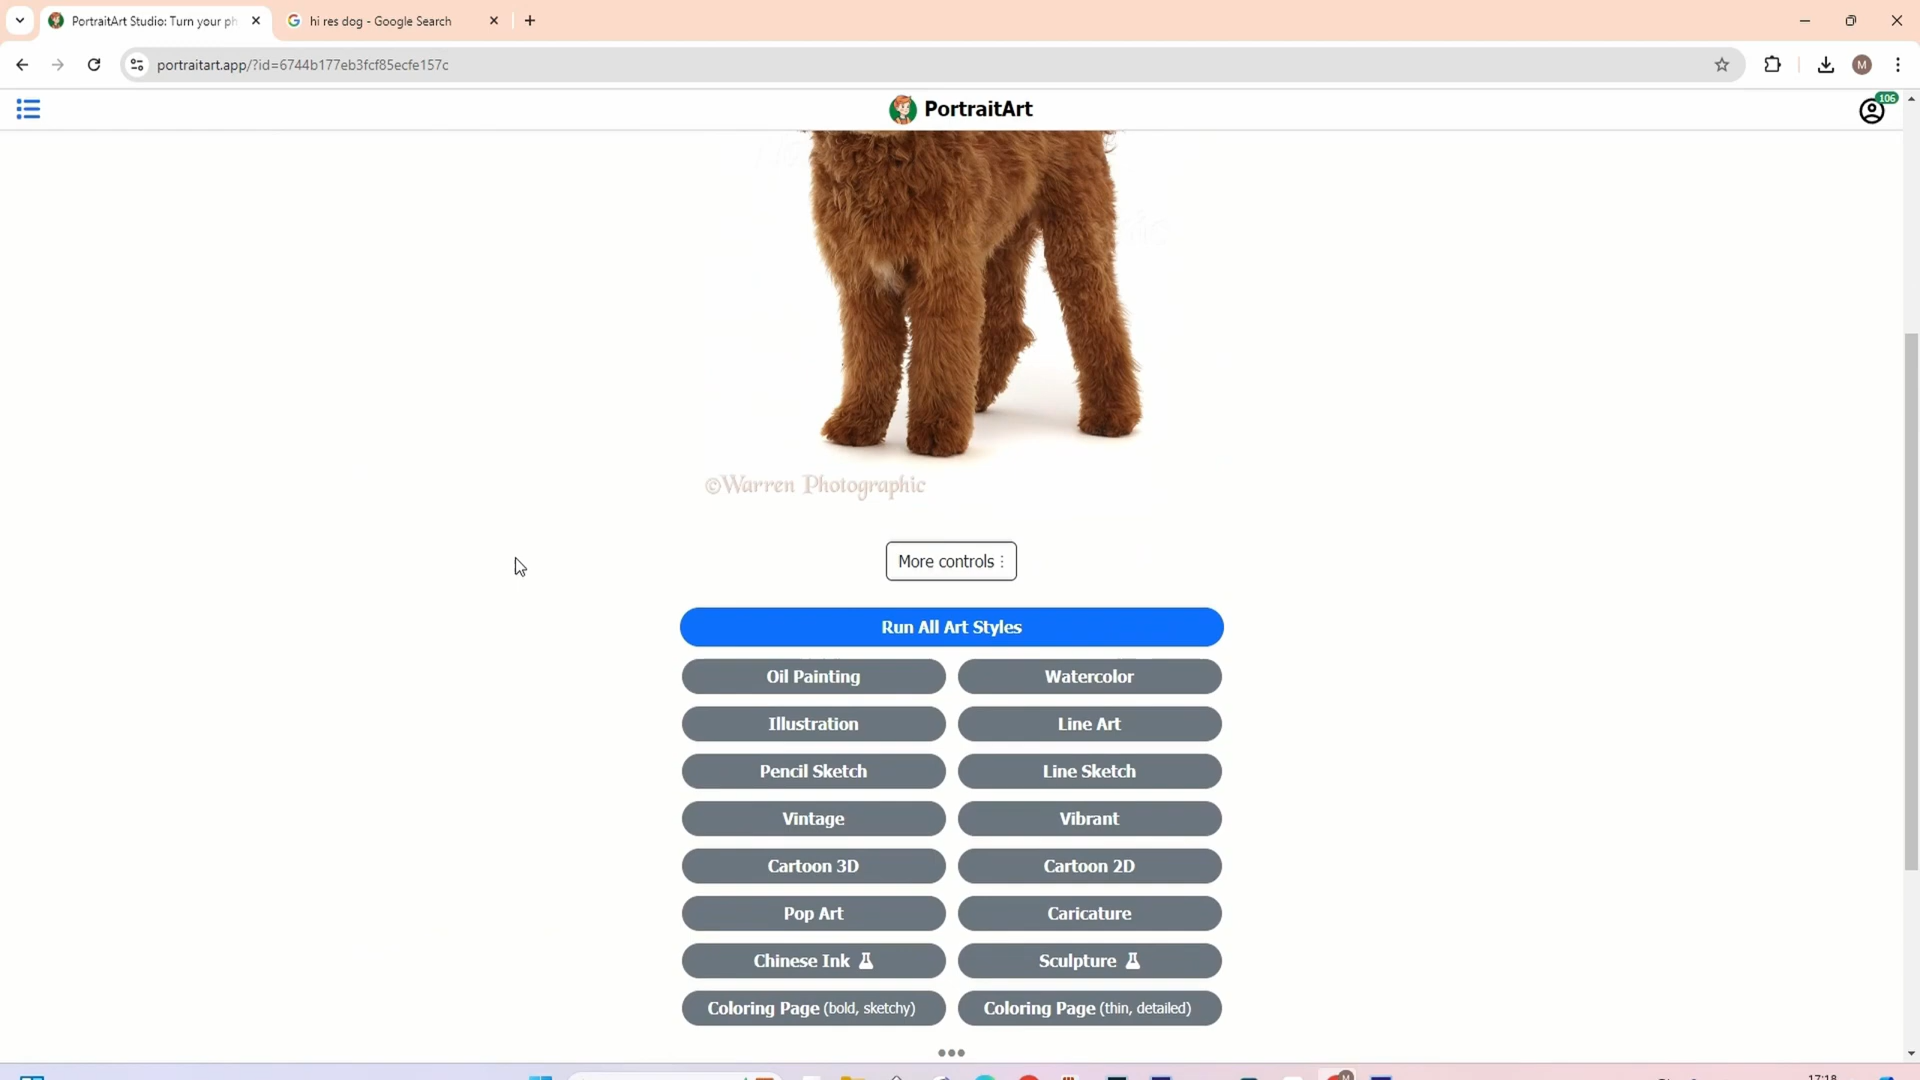 PortraitArt Studio: Turn your ph
hi res dog - Google Search
portraitart.app/?id=6744b177eb3fcf85ecfe157c
M
PortraitArt
106
©Warren Photographic
More controls
Run All Art Styles
Oil Painting
Watercolor
Illustration
Line Art
Pencil Sketch
Line Sketch
Vintage
Vibrant
Cartoon 3D
Cartoon 2D
Pop Art
Caricature
Chinese Ink
Sculpture
Coloring Page (bold, sketchy)
Coloring Page (thin, detailed)
17:18